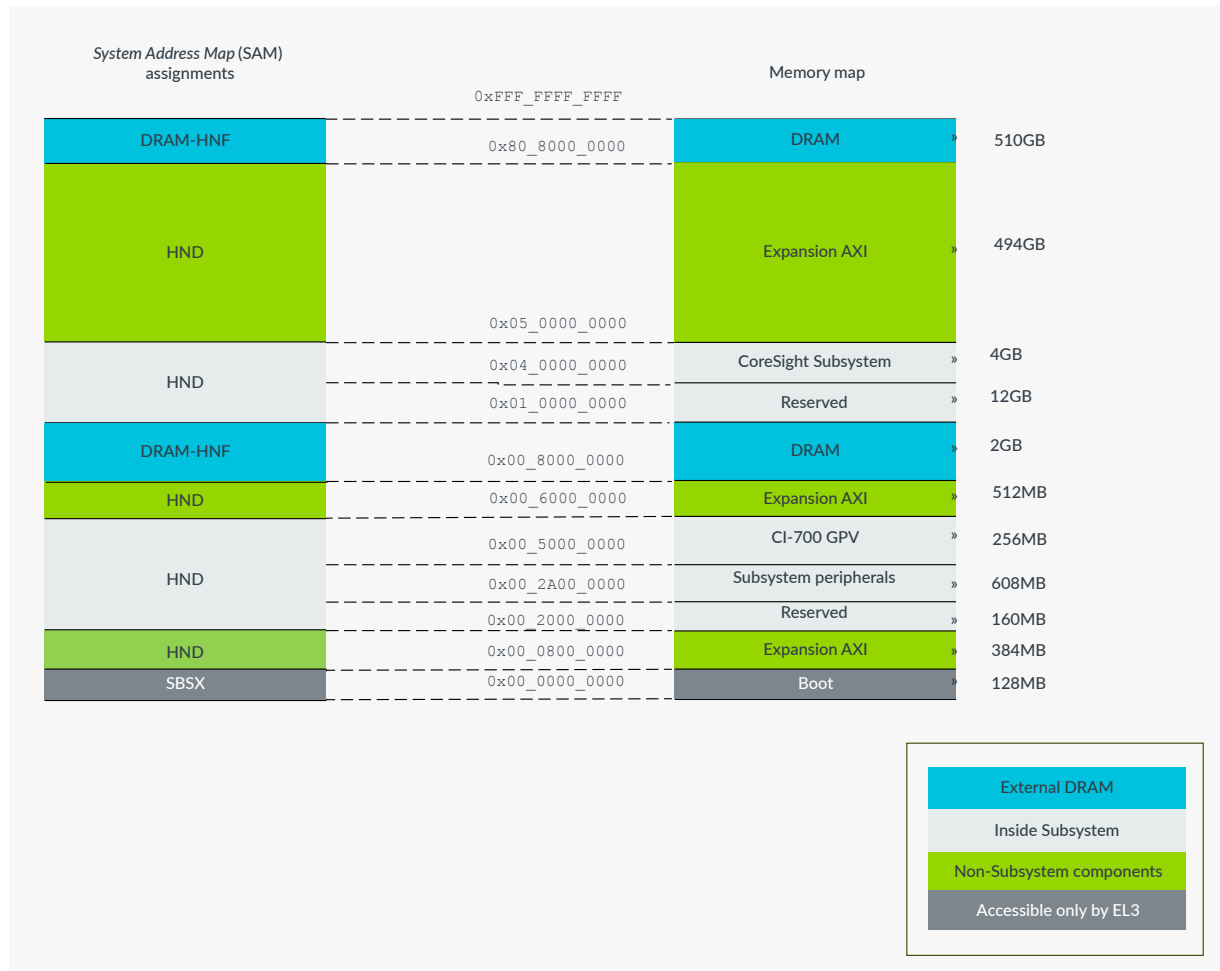 System Address Map (SAM)
assignments
Memory map
0xFFF_FFFF_FFFF
DRAM-HNF
0x80_8000_0000
DRAM
»
510GB
HND
Expansion AXI
»
494GB
0x05_0000_0000
HND
0x04_0000_0000
CoreSight Subsystem
»
4GB
0x01_0000_0000
Reserved
»
12GB
DRAM-HNF
0x00_8000_0000
DRAM
»
2GB
HND
0x00_6000_0000
Expansion AXI
»
512MB
HND
0x00_5000_0000
CI-700 GPV
»
256MB
0x00_2A00_0000
Subsystem peripherals
»
608MB
0x00_2000_0000
Reserved
»
160MB
HND
0x00_0800_0000
Expansion AXI
»
384MB
SBSX
0x00_0000_0000
Boot
»
128MB
External DRAM
Inside Subsystem
Non-Subsystem components
Accessible only by EL3